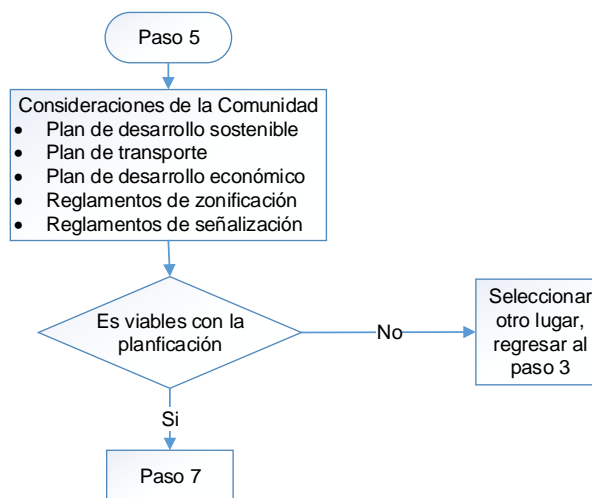 Paso 5
Consideraciones de la Comunidad
• Plan de desarrollo sostenible
• Plan de transporte
• Plan de desarrollo económico
• Reglamentos de zonificación
• Reglamentos de señalización
Es viables con la
planficación
No
Seleccionar
otro lugar,
regresar al
paso 3
Si
Paso 7